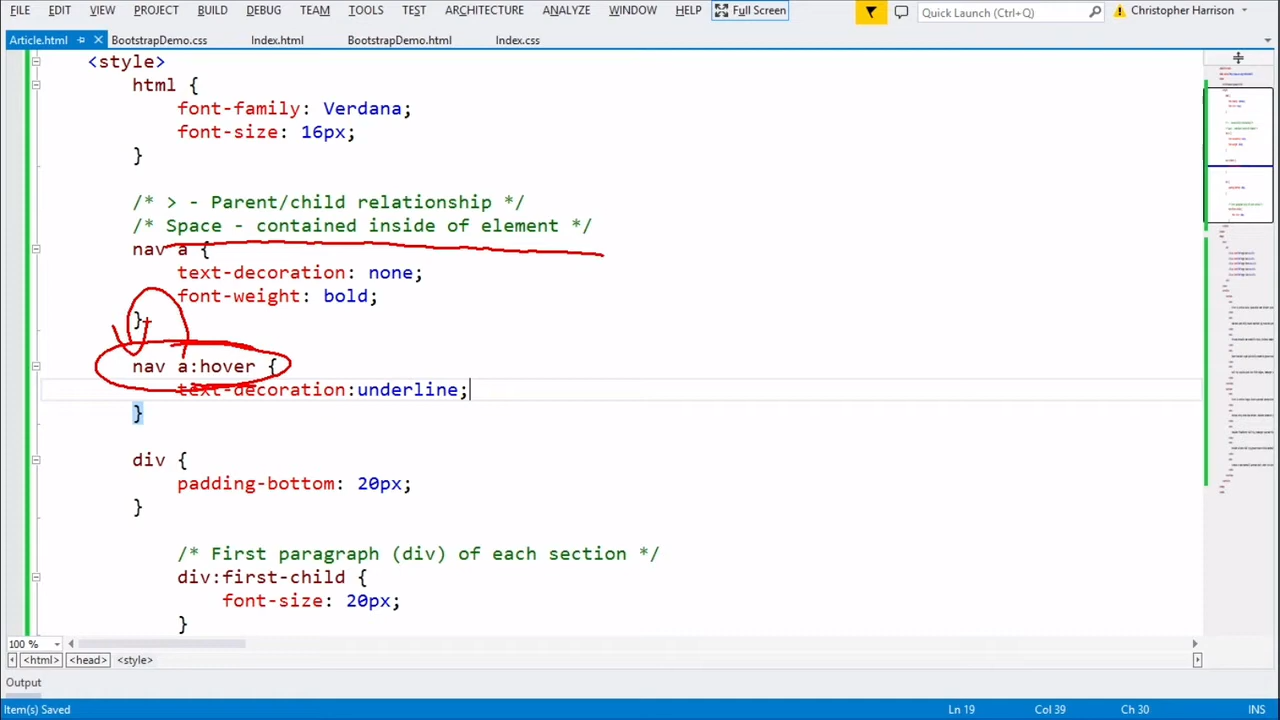 FILE EDIT VIEW PROJECT BUILD DEBUG TEAM TOOLS TEST ARCHITECTURE ANALYZE WINDOW HELP Full Screen Quick Launch (Ctrl+Q) Christopher Harrison
Article.html BootstrapDemo.css Index.html BootstrapDemo.html Index.css
<style>
html {
font-family: Verdana;
font-size: 16px;
}
/* > - Parent/child relationship */
/* Space - contained inside of element */
nav a {
text-decoration: none;
font-weight: bold;
}
nav a:hover {
text-decoration:underline;
}
div {
padding-bottom: 20px;
}
/* First paragraph (div) of each section */
div:first-child {
font-size: 20px;
}
100 %
<html> <head> <style>
Output
Item(s) Saved Ln 19 Col 39 Ch 30 INS